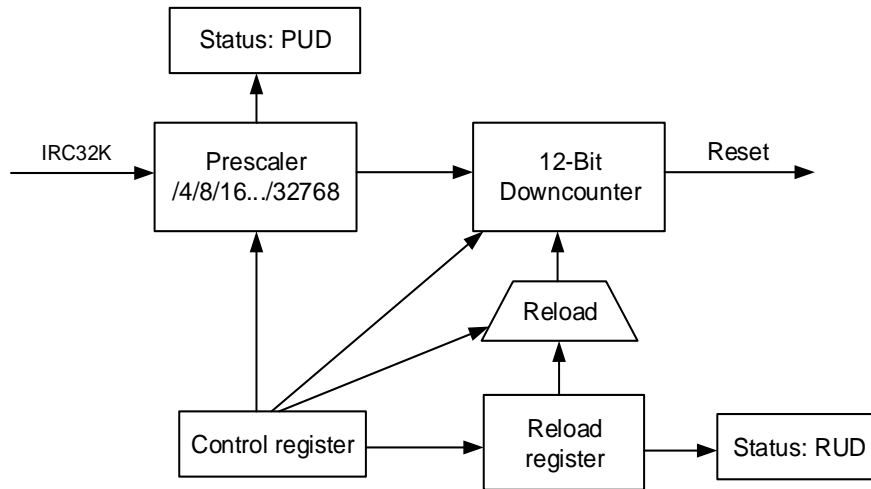 Status: PUD
IRC32K
Prescaler
/4/8/16.../32768
12-Bit
Downcounter
Reset
Reload
Control register
Reload
register
Status: RUD